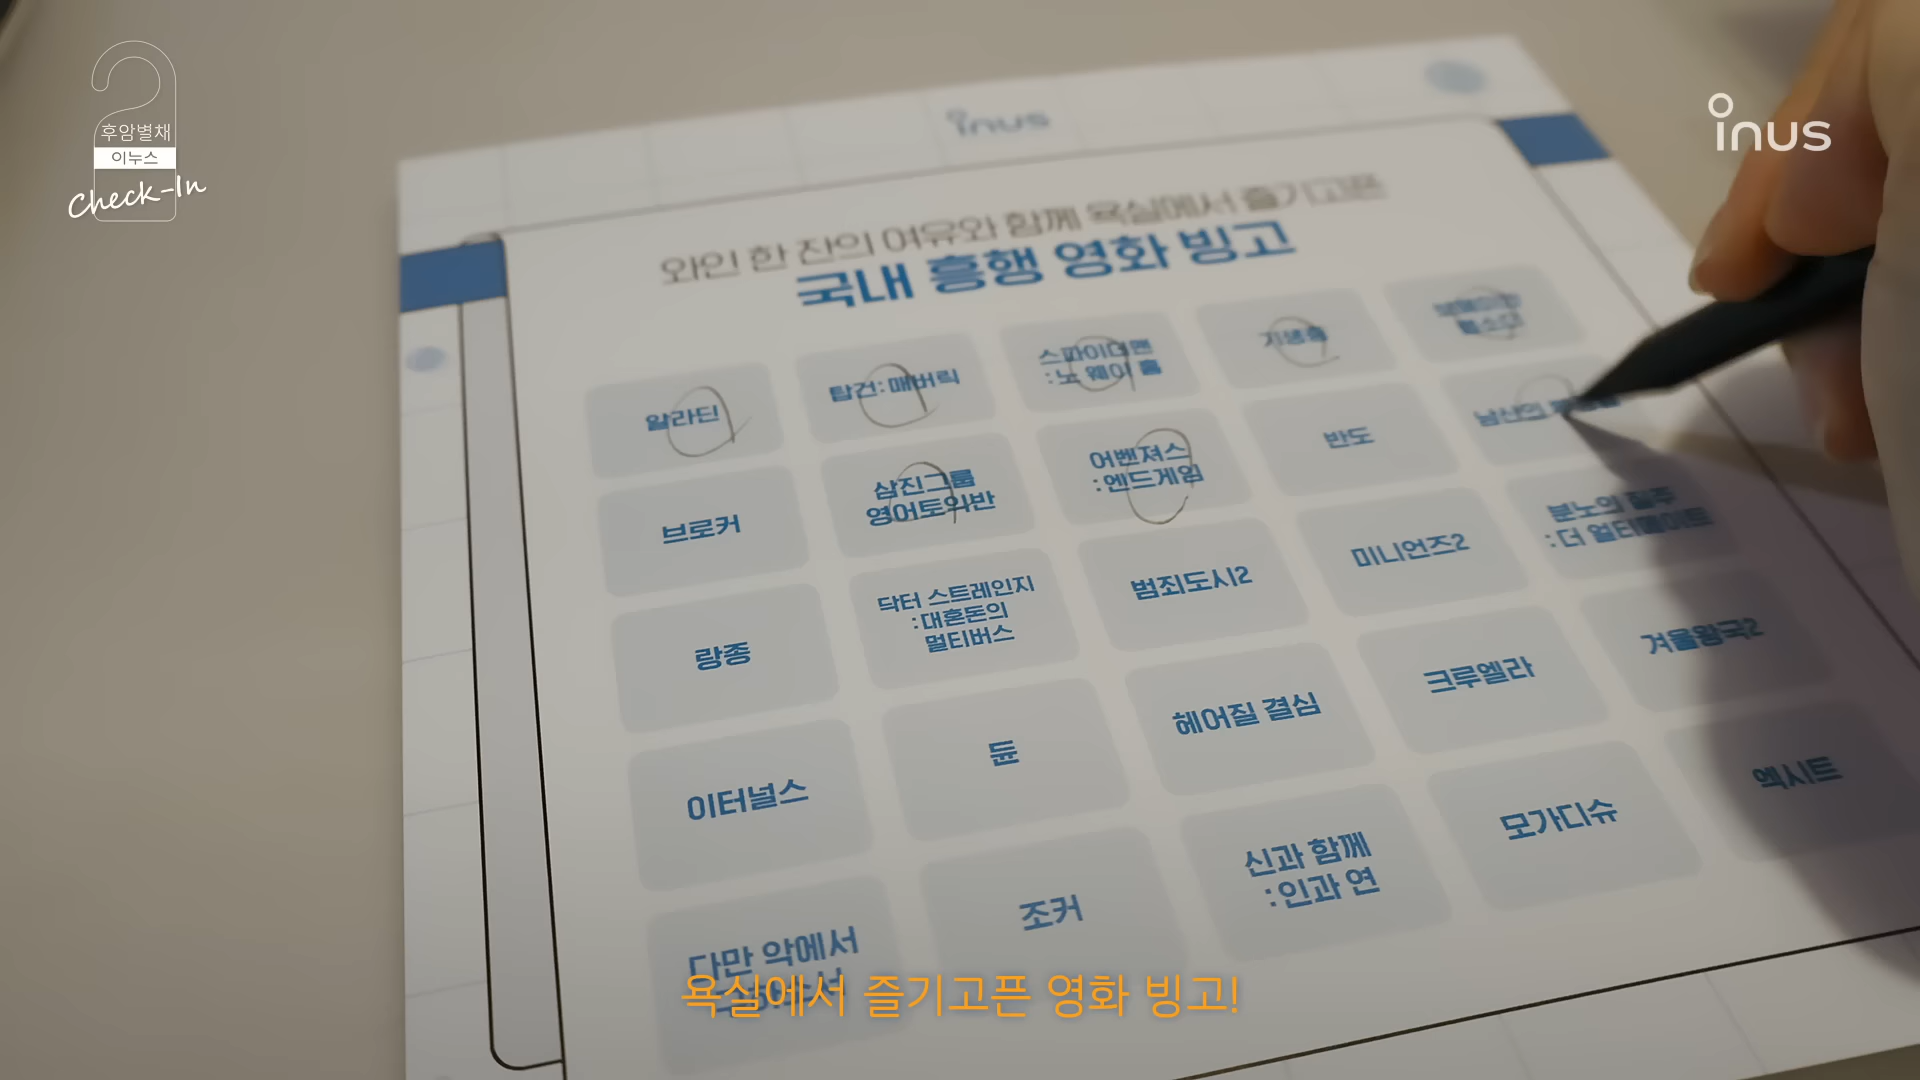 후암별채
이누스
Check-In
inus
inus
와인 한 잔의 여유와 함께 욕실에서 즐기고픈
국내 흥행 영화 빙고
알라딘
탑건: 매버릭
스파이더맨
: 노 웨이 홈
기생충
브로커
삼진그룹
영어토익반
어벤져스
: 엔드게임
반도
남산의
랑종
닥터 스트레인지
: 대혼돈의
멀티버스
범죄도시2
미니언즈2
분노의 질주
: 더 얼티메이트
이터널스
듄
헤어질 결심
크루엘라
겨울왕국2
다만 악에서
조커
신과 함께
: 인과 연
모가디슈
엑시트
욕실에서 즐기고픈 영화 빙고!